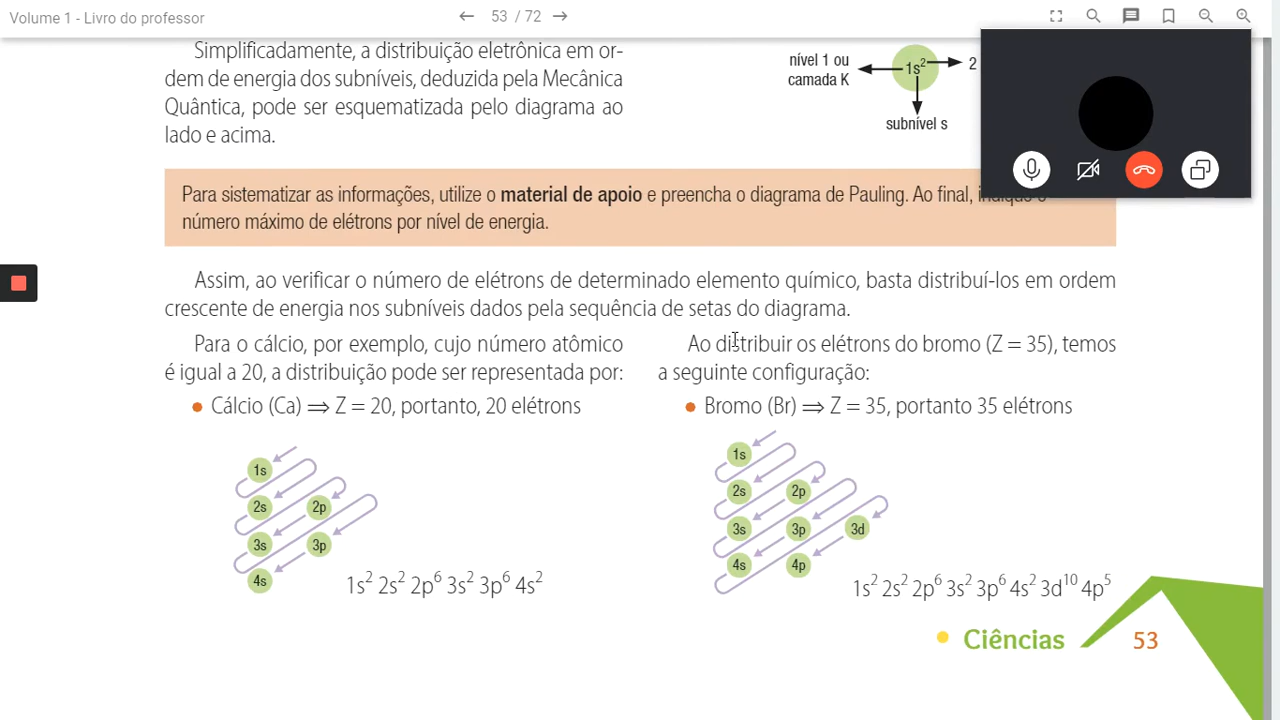 Volume 1 - Livro do professor
53 / 72
Simplificadamente, a distribuição eletrônica em or-
dem de energia dos subníveis, deduzida pela Mecânica
Quântica, pode ser esquematizada pelo diagrama ao
lado e acima.
nível 1 ou
camada K
1s²
2
subnível s
Para sistematizar as informações, utilize o material de apoio e preencha o diagrama de Pauling. Ao final,
número máximo de elétrons por nível de energia.
Assim, ao verificar o número de elétrons de determinado elemento químico, basta distribuí-los em ordem
crescente de energia nos subníveis dados pela sequência de setas do diagrama.
Para o cálcio, por exemplo, cujo número atômico
é igual a 20, a distribuição pode ser representada por:
• Cálcio (Ca) ⇒ Z = 20, portanto, 20 elétrons
1s
2s 2p
3s 3p
4s
1s² 2s² 2p⁶ 3s² 3p⁶ 4s²
Ao distribuir os elétrons do bromo (Z = 35), temos
a seguinte configuração:
• Bromo (Br) ⇒ Z = 35, portanto 35 elétrons
1s
2s 2p
3s 3p 3d
4s 4p
1s² 2s² 2p⁶ 3s² 3p⁶ 4s² 3d¹⁰ 4p⁵
Ciências 53